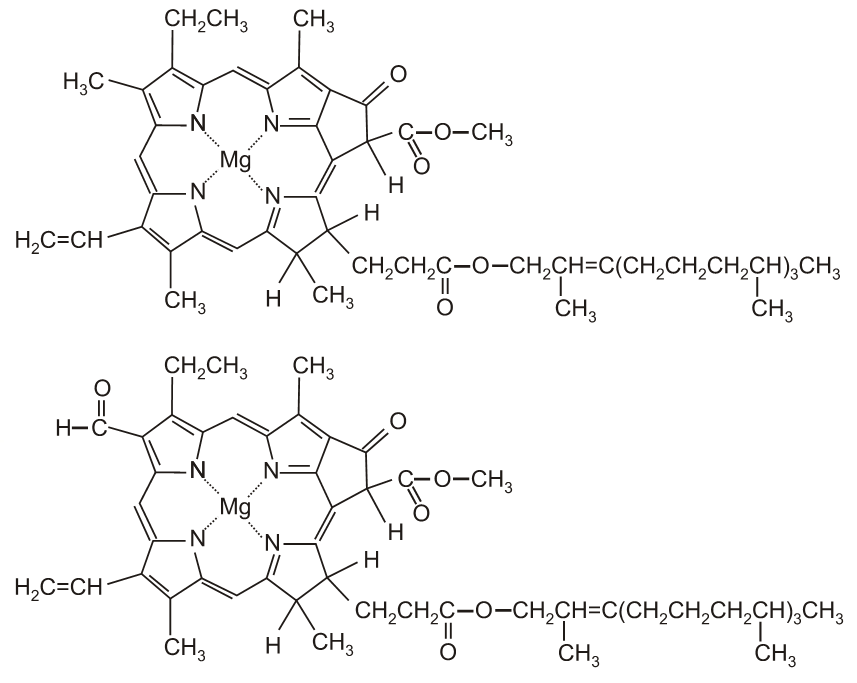 CH₂CH₃ CH₃
H₃C O
N N C–O–CH₃
Mg O
H
N N H
H₂C=CH CH₂CH₂C–O–CH₂CH=C(CH₂CH₂CH₂CH)₃CH₃
CH₃ H CH₃ O CH₃ CH₃
CH₂CH₃ CH₃
O
H–C O
N N C–O–CH₃
Mg O
H
N N H
H₂C=CH CH₂CH₂C–O–CH₂CH=C(CH₂CH₂CH₂CH)₃CH₃
CH₃ H CH₃ O CH₃ CH₃